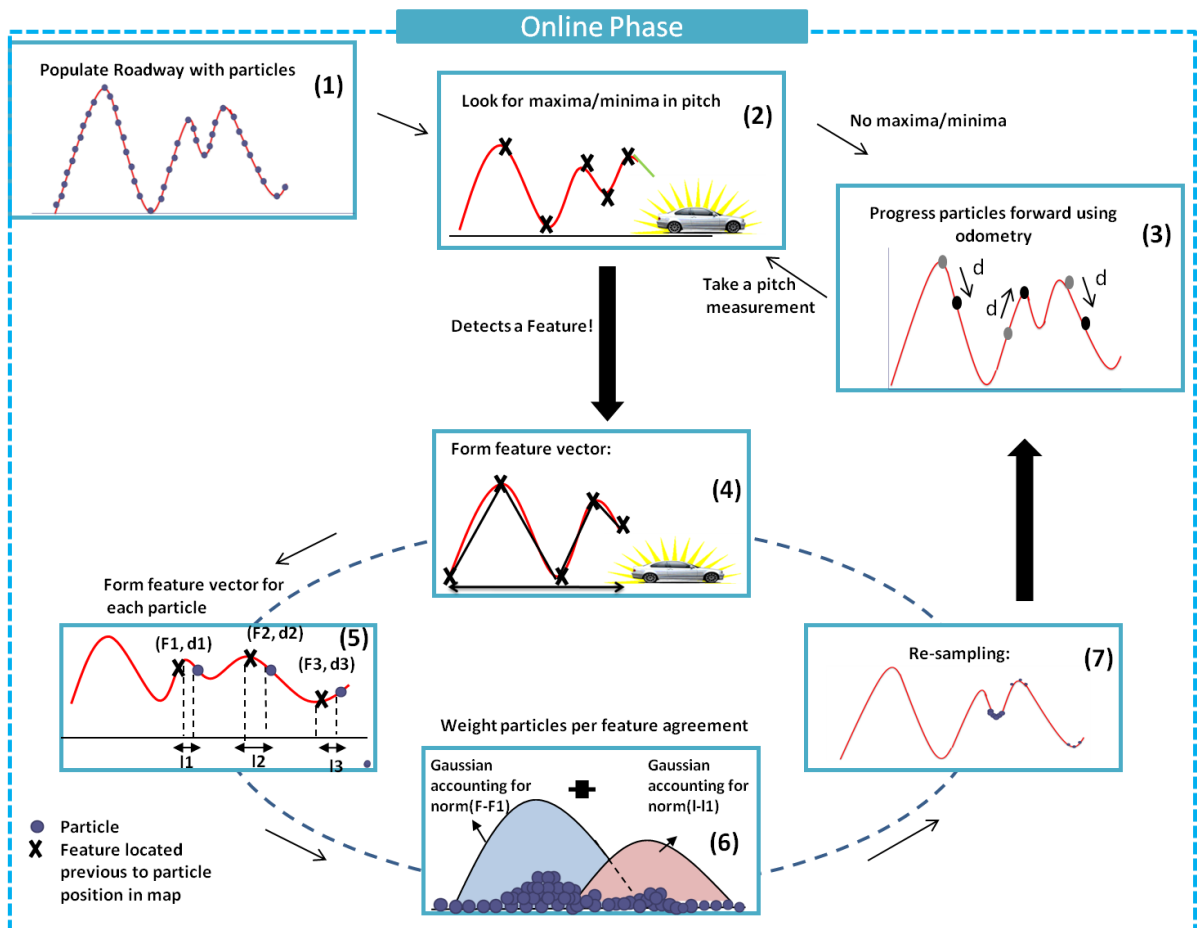 Online Phase
Populate Roadway with particles
(1)
Look for maxima/minima in pitch
(2)
No maxima/minima
Progress particles forward using
odometry
(3)
d
d
d
Take a pitch
measurement
Detects a Feature!
Form feature vector:
(4)
Form feature vector for
each particle
(5)
(F1, d1)
(F2, d2)
(F3, d3)
l1
l2
l3
Weight particles per feature agreement
Gaussian
accounting for
norm(F-F1)
Gaussian
accounting for
norm(l-l1)
(6)
Re-sampling:
(7)
Particle
X Feature located
previous to particle
position in map